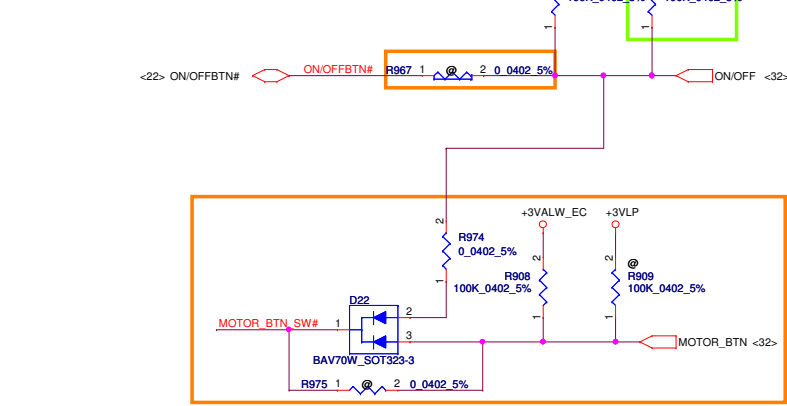 1
1
<22> ON/OFFBTN#
ON/OFFBTN#
R967 1 @ 2 0_0402_5%
ON/OFF <32>
+3VALW_EC
+3VLP
2
R974
0_0402_5%
1
2
R908
100K_0402_5%
1
2
@
R909
100K_0402_5%
1
D22
MOTOR_BTN_SW#
1
2
3
BAV70W_SOT323-3
MOTOR_BTN <32>
R975 1 @ 2 0_0402_5%